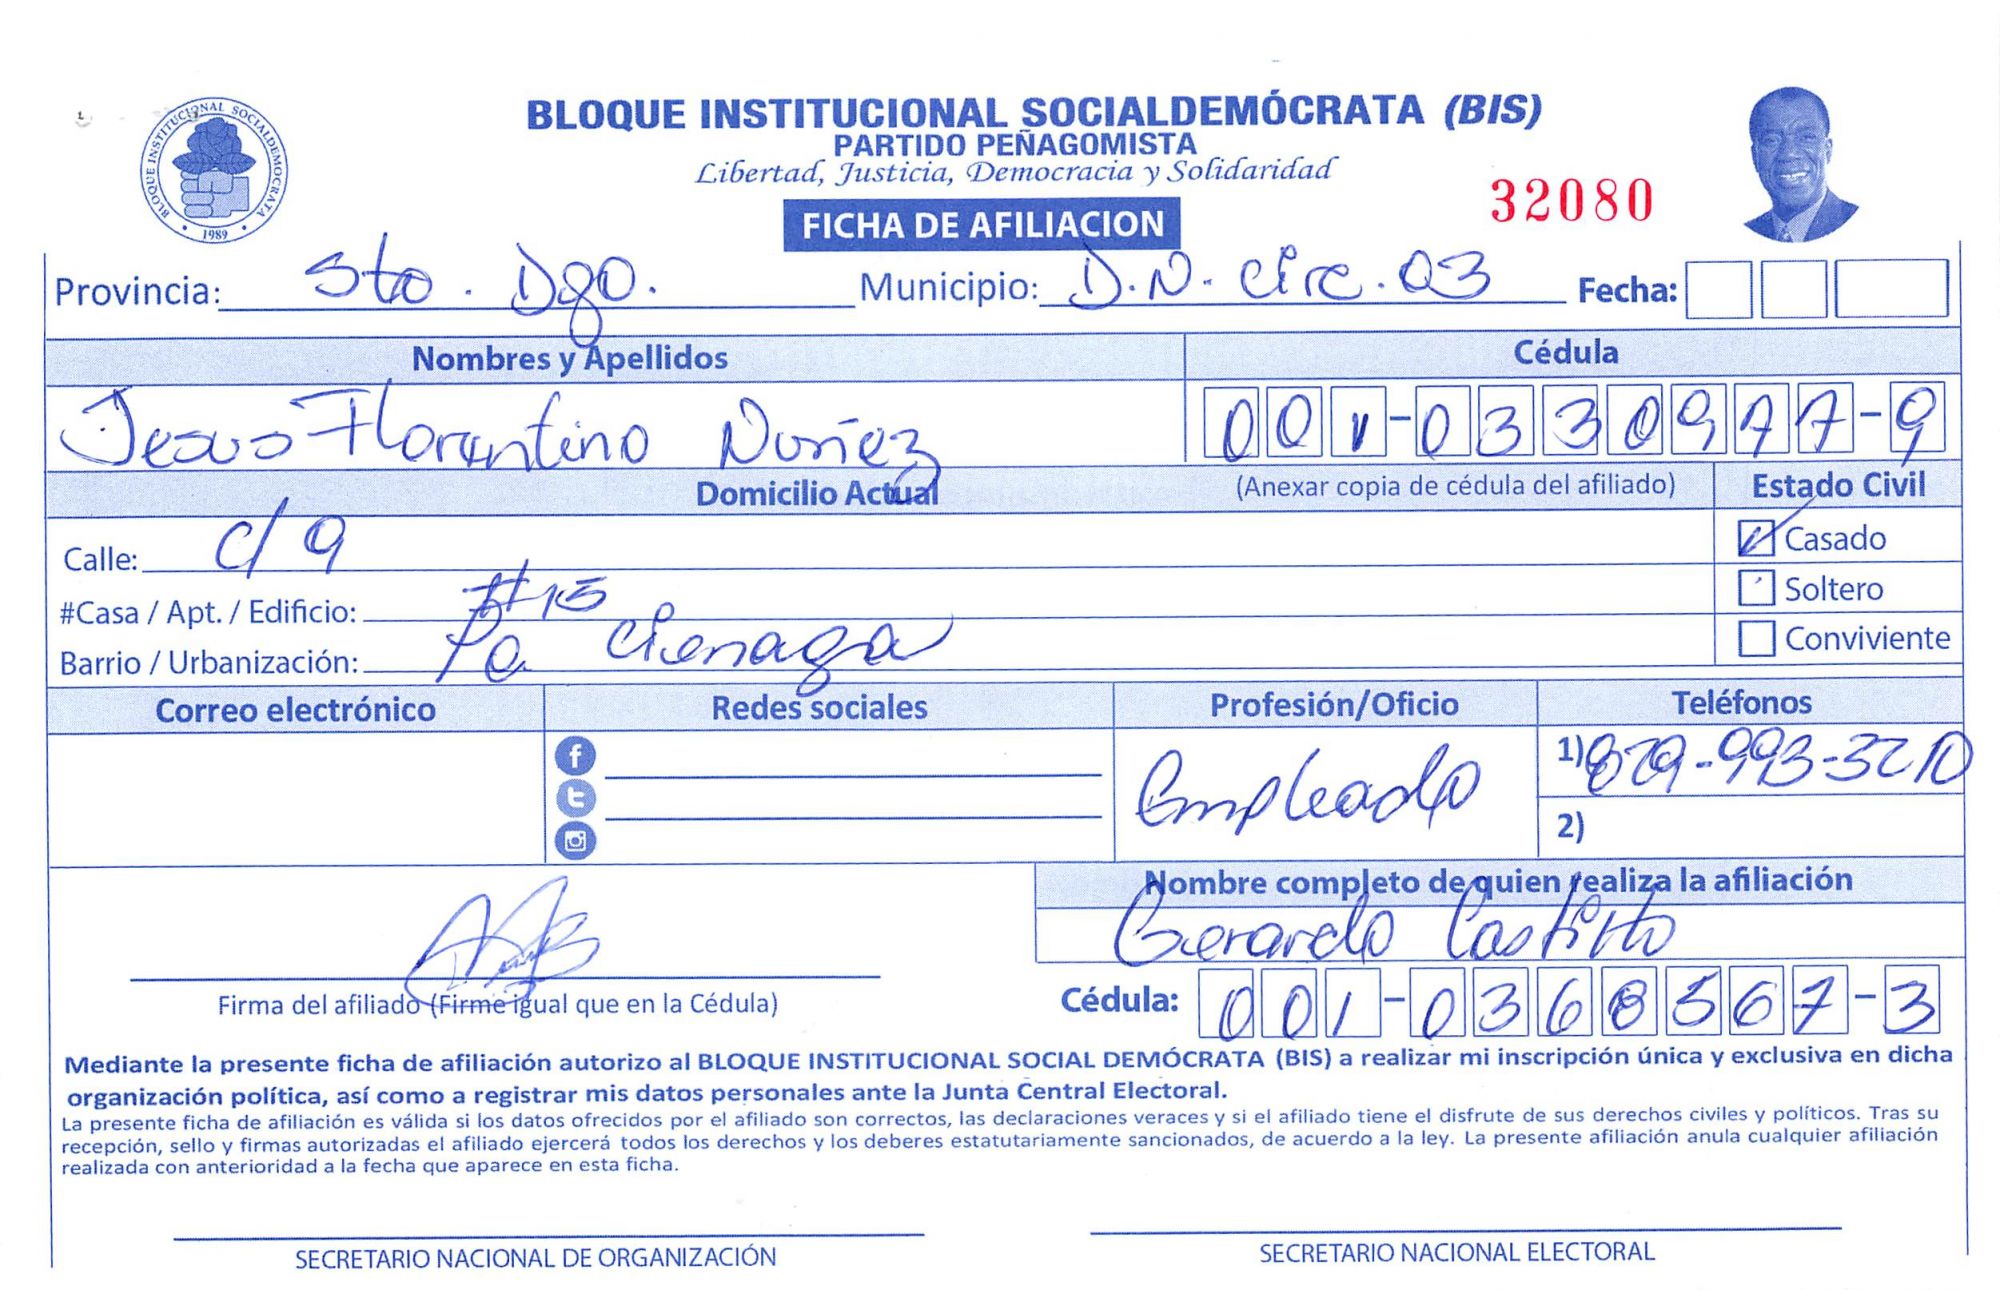 BLOQUE INSTITUCIONAL SOCIALDEMOCRATA
1989
BLOQUE INSTITUCIONAL SOCIALDEMÓCRATA (BIS)
PARTIDO PEÑAGOMISTA
Libertad, Justicia, Democracia y Solidaridad
32080
FICHA DE AFILIACION
Provincia: Sto. Dgo. Municipio: D.N. Circ. 03 Fecha:
Nombres y Apellidos Cédula
Jesus Florentino Nuñez 001-0330977-9
Domicilio Actual (Anexar copia de cédula del afiliado) Estado Civil
Calle: c/ 9 Casado
#Casa / Apt. / Edificio: #15 Soltero
Barrio / Urbanización: La Cienaga Conviviente
Correo electrónico Redes sociales Profesión/Oficio Teléfonos
Empleado 1) 829-993-3210
2)
Nombre completo de quien realiza la afiliación
Gerardo Castillo
Firma del afiliado (Firme igual que en la Cédula) Cédula: 001-0368567-3
Mediante la presente ficha de afiliación autorizo al BLOQUE INSTITUCIONAL SOCIAL DEMÓCRATA (BIS) a realizar mi inscripción única y exclusiva en dicha
organización política, así como a registrar mis datos personales ante la Junta Central Electoral.
La presente ficha de afiliación es válida si los datos ofrecidos por el afiliado son correctos, las declaraciones veraces y si el afiliado tiene el disfrute de sus derechos civiles y políticos. Tras su
recepción, sello y firmas autorizadas el afiliado ejercerá todos los derechos y los deberes estatutariamente sancionados, de acuerdo a la ley. La presente afiliación anula cualquier afiliación
realizada con anterioridad a la fecha que aparece en esta ficha.
SECRETARIO NACIONAL DE ORGANIZACIÓN SECRETARIO NACIONAL ELECTORAL